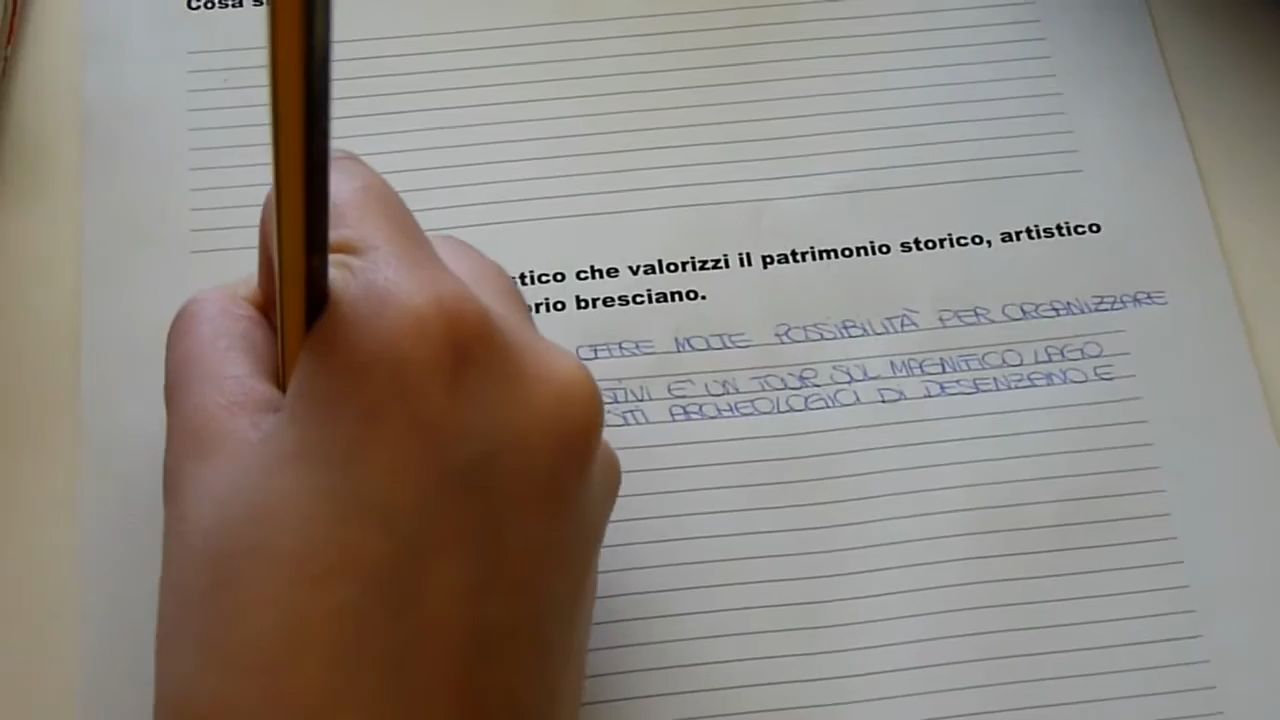 Cosa s
stico che valorizzi il patrimonio storico, artistico
orio bresciano.
OFFRE MOLTE POSSIBILITÀ PER ORGANIZZARE
STIVI E' UN TOUR SUL MAGNITICO LAGO
SITI ARCHEOLOGICI DI DESENZANO E